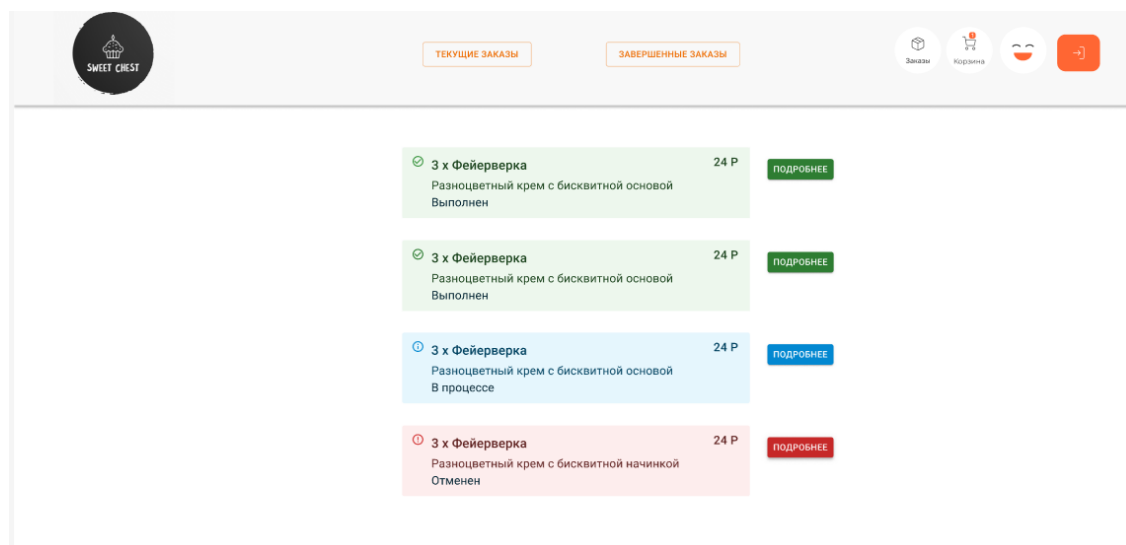 SWEET CHEST
ТЕКУЩИЕ ЗАКАЗЫ
ЗАВЕРШЕННЫЕ ЗАКАЗЫ
Заказы
Корзина
3 x Фейерверка 24 Р
Разноцветный крем с бисквитной основой
Выполнен
ПОДРОБНЕЕ
3 x Фейерверка 24 Р
Разноцветный крем с бисквитной основой
Выполнен
ПОДРОБНЕЕ
3 x Фейерверка 24 Р
Разноцветный крем с бисквитной основой
В процессе
ПОДРОБНЕЕ
3 x Фейерверка 24 Р
Разноцветный крем с бисквитной начинкой
Отменен
ПОДРОБНЕЕ